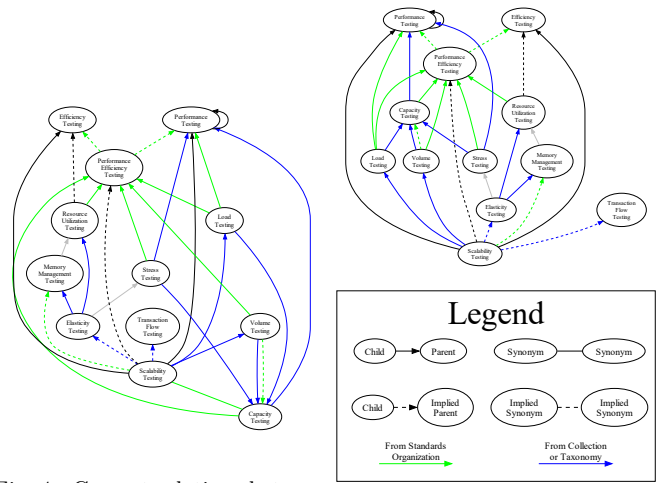 Performance
Testing
Efficiency
Testing
Performance
Efficiency
Testing
Resource
Utilization
Testing
Capacity
Testing
Load
Testing
Volume
Testing
Stress
Testing
Memory
Management
Testing
Elasticity
Testing
Transaction
Flow
Testing
Scalability
Testing
Efficiency
Testing
Performance
Testing
Performance
Efficiency
Testing
Resource
Utilization
Testing
Load
Testing
Memory
Management
Testing
Stress
Testing
Elasticity
Testing
Transaction
Flow
Testing
Volume
Testing
Scalability
Testing
Capacity
Testing
Legend
Child
Parent
Synonym
Synonym
Child
Implied
Parent
Implied
Synonym
Implied
Synonym
From Standards
Organization
From Collection
or Taxonomy